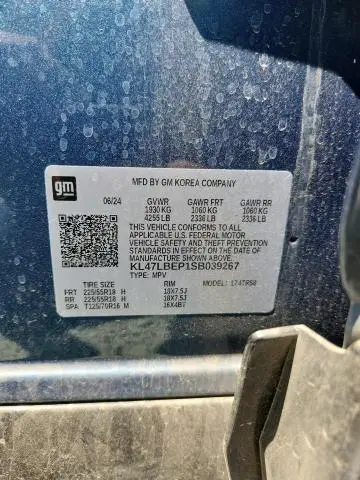 gm
MFD BY GM KOREA COMPANY
06/24 GVWR GAWR FRT GAWR RR
1930 KG 1060 KG 1060 KG
4255 LB 2336 LB 2336 LB
THIS VEHICLE CONFORMS TO ALL
APPLICABLE U.S. FEDERAL MOTOR
VEHICLE SAFETY AND THEFT PREVENTION
STANDARDS IN EFFECT ON THE DATE OF
MANUFACTURE SHOWN ABOVE.
KL47LBEP1SB039267
TYPE: MPV
TIRE SIZE RIM MODEL: 1T4TR58
FRT 225/55R18 H 18X7.5J
RR 225/55R18 H 18X7.5J
SPA T125/70R16 M 16X4BT